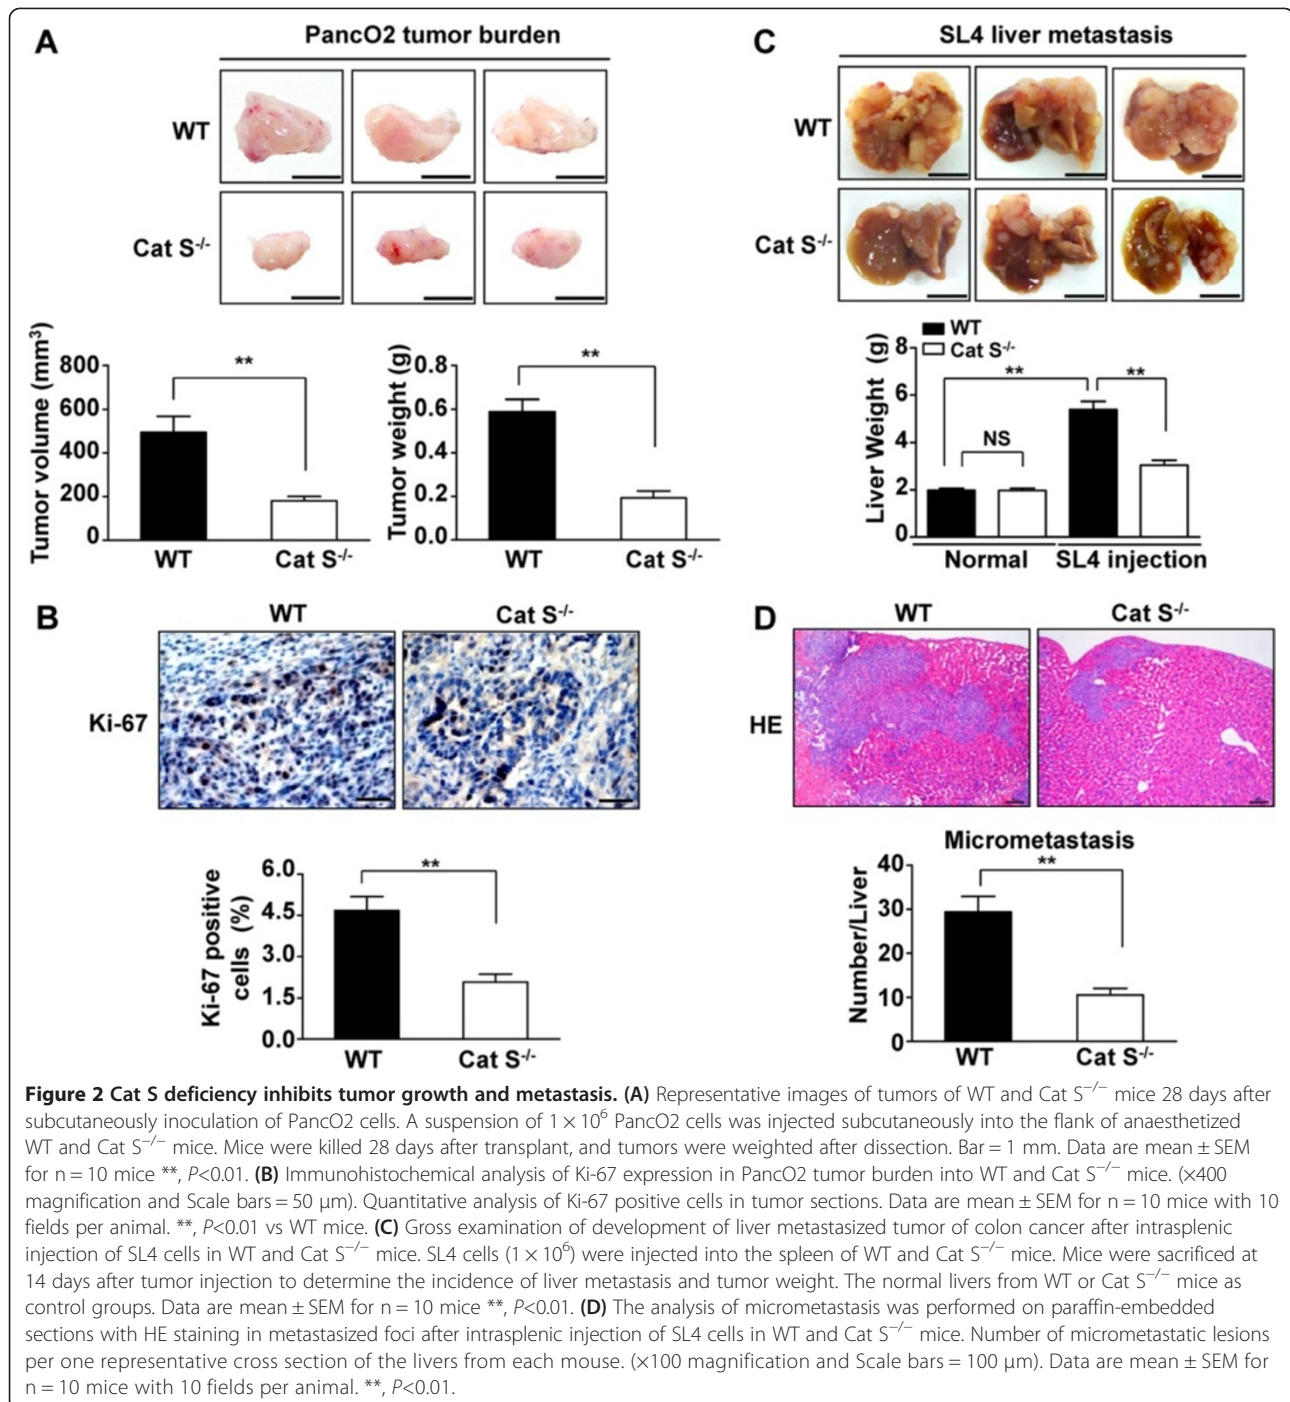 A
PancO2 tumor burden
WT
Cat S-/-
Tumor volume (mm3)
800
600
400
200
0
**
WT
Cat S-/-
Tumor weight (g)
0.8
0.6
0.4
0.2
0.0
**
WT
Cat S-/-
C
SL4 liver metastasis
WT
Cat S-/-
WT
Cat S-/-
Liver Weight (g)
8
6
4
2
0
**
**
NS
Normal
SL4 injection
B
WT
Cat S-/-
Ki-67
Ki-67 positive
cells (%)
6.0
4.5
3.0
1.5
0.0
**
WT
Cat S-/-
D
WT
Cat S-/-
HE
Micrometastasis
Number/Liver
40
30
20
10
0
**
WT
Cat S-/-
Figure 2 Cat S deficiency inhibits tumor growth and metastasis. (A) Representative images of tumors of WT and Cat S−/− mice 28 days after
subcutaneously inoculation of PancO2 cells. A suspension of 1 × 10⁶ PancO2 cells was injected subcutaneously into the flank of anaesthetized
WT and Cat S−/− mice. Mice were killed 28 days after transplant, and tumors were weighted after dissection. Bar = 1 mm. Data are mean ± SEM
for n = 10 mice **, P<0.01. (B) Immunohistochemical analysis of Ki-67 expression in PancO2 tumor burden into WT and Cat S−/− mice. (×400
magnification and Scale bars = 50 μm). Quantitative analysis of Ki-67 positive cells in tumor sections. Data are mean ± SEM for n = 10 mice with 10
fields per animal. **, P<0.01 vs WT mice. (C) Gross examination of development of liver metastasized tumor of colon cancer after intrasplenic
injection of SL4 cells in WT and Cat S−/− mice. SL4 cells (1 × 10⁶) were injected into the spleen of WT and Cat S−/− mice. Mice were sacrificed at
14 days after tumor injection to determine the incidence of liver metastasis and tumor weight. The normal livers from WT or Cat S−/− mice as
control groups. Data are mean ± SEM for n = 10 mice **, P<0.01. (D) The analysis of micrometastasis was performed on paraffin-embedded
sections with HE staining in metastasized foci after intrasplenic injection of SL4 cells in WT and Cat S−/− mice. Number of micrometastatic lesions
per one representative cross section of the livers from each mouse. (×100 magnification and Scale bars = 100 μm). Data are mean ± SEM for
n = 10 mice with 10 fields per animal. **, P<0.01.